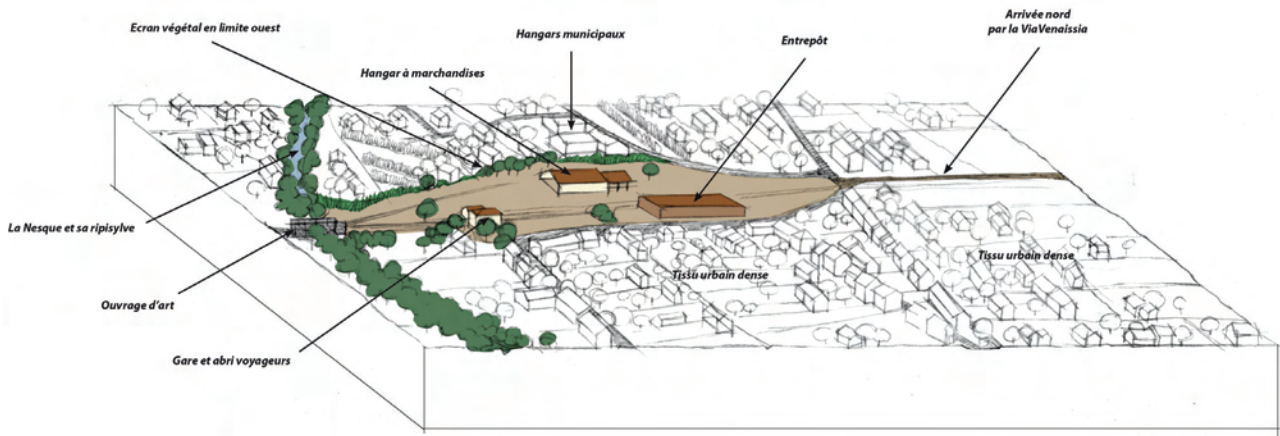 Ecran végétal en limite ouest
Hangars municipaux
Arrivée nord
par la ViaVenaissia
Entrepôt
Hangar à marchandises
La Nesque et sa ripisylve
Tissu urbain dense
Tissu urbain dense
Ouvrage d'art
Gare et abri voyageurs